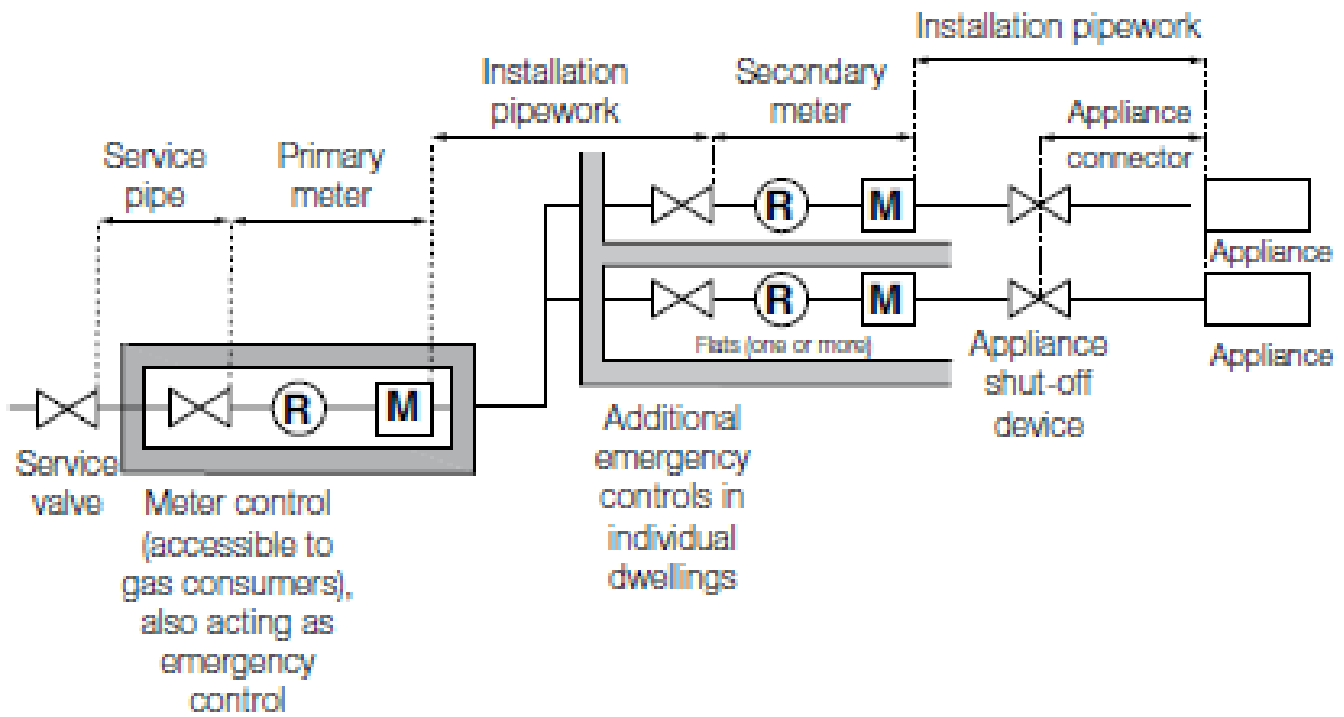 Installation pipework
Installation
pipework
Secondary
meter
Appliance
connector
Service
pipe
Primary
meter
R
M
Appliance
R
M
Flats (one or more)
Appliance
Appliance
shut-off
device
R
M
Service
valve
Meter control
(accessible to
gas consumers),
also acting as
emergency
control
Additional
emergency
controls in
individual
dwellings